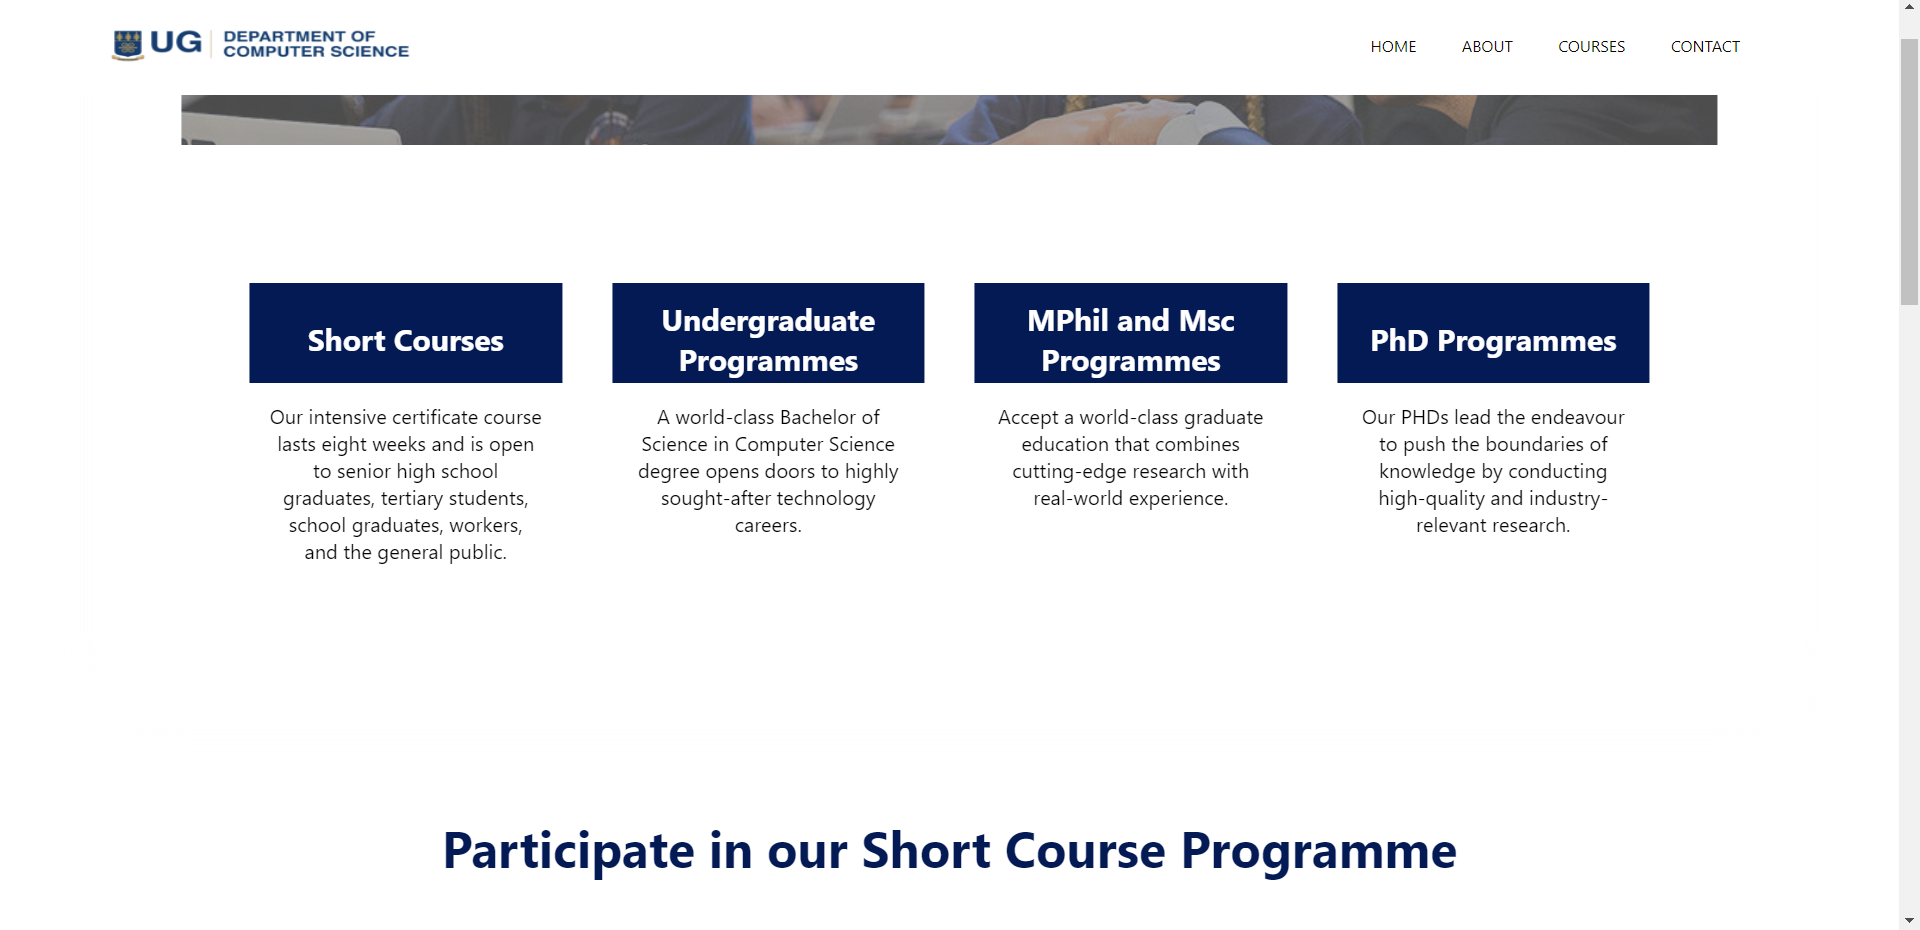 UG
DEPARTMENT OF
COMPUTER SCIENCE
HOME
ABOUT
COURSES
CONTACT
Short Courses
Our intensive certificate course
lasts eight weeks and is open
to senior high school
graduates, tertiary students,
school graduates, workers,
and the general public.
Undergraduate
Programmes
A world-class Bachelor of
Science in Computer Science
degree opens doors to highly
sought-after technology
careers.
MPhil and Msc
Programmes
Accept a world-class graduate
education that combines
cutting-edge research with
real-world experience.
PhD Programmes
Our PHDs lead the endeavour
to push the boundaries of
knowledge by conducting
high-quality and industry-
relevant research.
Participate in our Short Course Programme